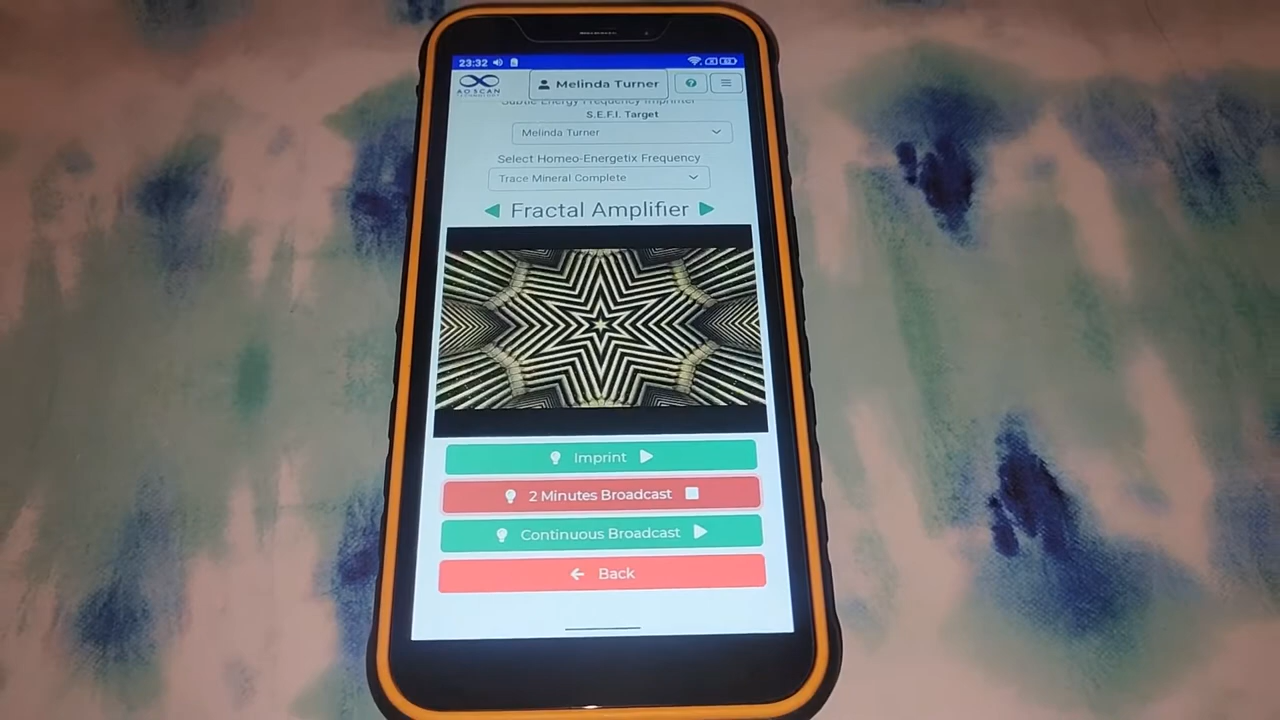 23:32
AO SCAN
Melinda Turner
Subtle Energy Frequency Imprinter
S.E.F.I. Target
Melinda Turner
Select Homeo-Energetix Frequency
Trace Mineral Complete
Fractal Amplifier
Imprint
2 Minutes Broadcast
Continuous Broadcast
Back